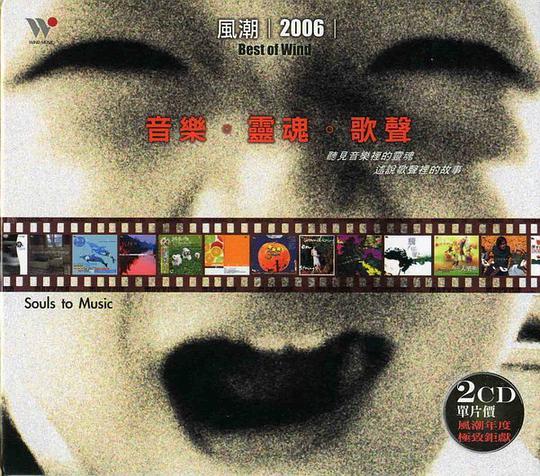 WIND MUSIC
風潮 | 2006 |
Best of Wind
音樂・靈魂。歌聲
聽見音樂裡的靈魂
述說歌聲裡的故事
Souls to Music
2CD
單片價
風潮年度
極致鉅獻